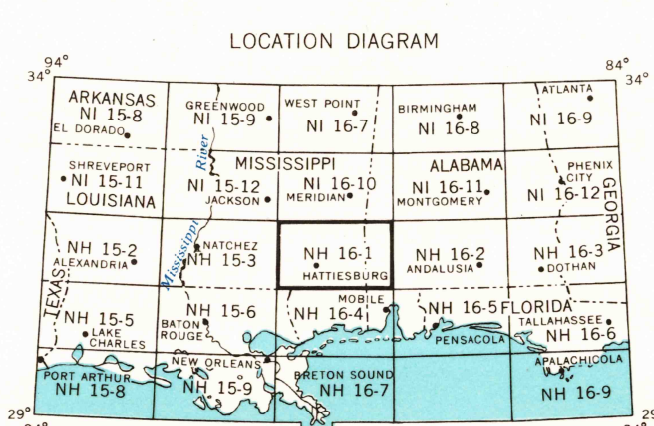 LOCATION DIAGRAM
94° 84°
34° 34°
ARKANSAS
NI 15-8
EL DORADO
GREENWOOD
NI 15-9
WEST POINT
NI 16-7
BIRMINGHAM
NI 16-8
ATLANTA
NI 16-9
River
SHREVEPORT
NI 15-11
LOUISIANA
MISSISSIPPI
NI 15-12
JACKSON
NI 16-10
MERIDIAN
ALABAMA
NI 16-11
MONTGOMERY
PHENIX
CITY
NI 16-12
GEORGIA
Mississippi
NH 15-2
ALEXANDRIA
NATCHEZ
NH 15-3
NH 16-1
HATTIESBURG
NH 16-2
ANDALUSIA
NH 16-3
DOTHAN
TEXAS
NH 15-5
LAKE
CHARLES
NH 15-6
BATON
ROUGE
MOBILE
NH 16-4
NH 16-5
PENSACOLA
FLORIDA
TALLAHASSEE
NH 16-6
PORT ARTHUR
NH 15-8
NEW ORLEANS
NH 15-9
BRETON SOUND
NH 16-7
APALACHICOLA
NH 16-9
29°